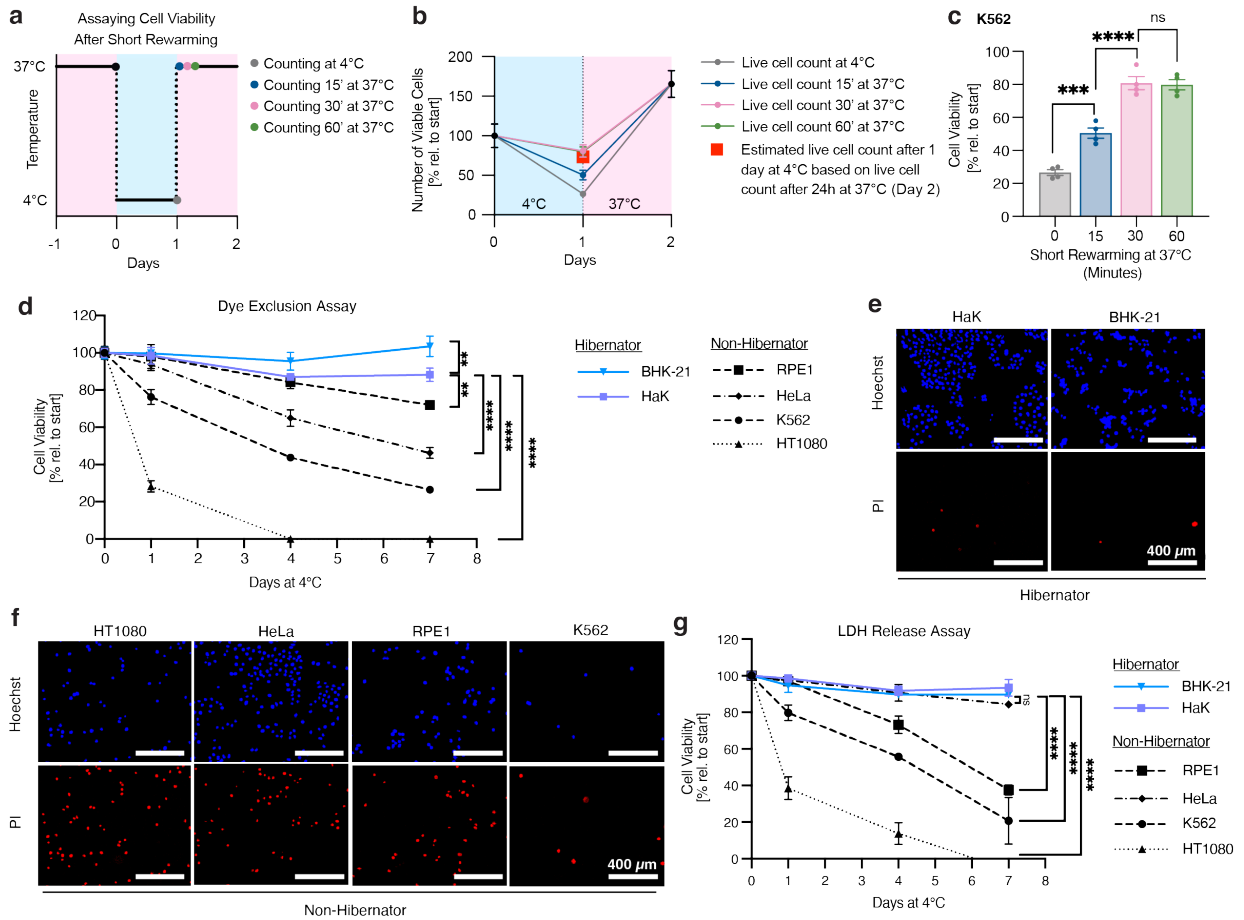 a
Assaying Cell Viability
After Short Rewarming
37°C
4°C
Temperature
-1 0 1 2
Days
Counting at 4°C
Counting 15' at 37°C
Counting 30' at 37°C
Counting 60' at 37°C
b
Number of Viable Cells
[% rel. to start]
200
150
100
50
0
4°C 37°C
0 1 2
Days
Live cell count at 4°C
Live cell count 15' at 37°C
Live cell count 30' at 37°C
Live cell count 60' at 37°C
Estimated live cell count after 1
day at 4°C based on live cell
count after 24h at 37°C (Day 2)
c K562
Cell Viability
[% rel. to start]
100
80
60
40
20
0
*** **** ns
0 15 30 60
Short Rewarming at 37°C
(Minutes)
d
Dye Exclusion Assay
Cell Viability
[% rel. to start]
120
100
80
60
40
20
0
0 1 2 3 4 5 6 7 8
Days at 4°C
**
**
****
****
****
Hibernator
BHK-21
HaK
Non-Hibernator
RPE1
HeLa
K562
HT1080
e
HaK BHK-21
Hoechst
PI
400 µm
Hibernator
f
HT1080 HeLa RPE1 K562
Hoechst
PI
400 µm
Non-Hibernator
g
LDH Release Assay
Cell Viability
[% rel. to start]
120
100
80
60
40
20
0
0 1 2 3 4 5 6 7 8
Days at 4°C
ns
****
****
****
Hibernator
BHK-21
HaK
Non-Hibernator
RPE1
HeLa
K562
HT1080